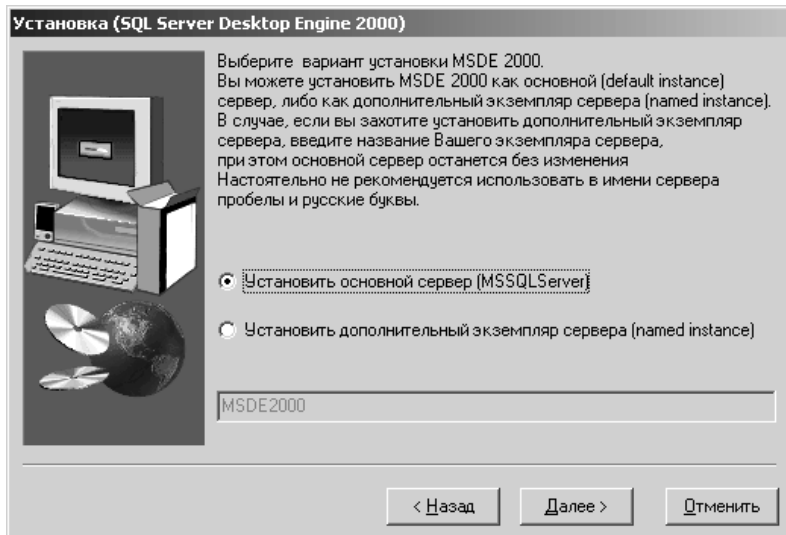 Установка (SQL Server Desktop Engine 2000)
Выберите вариант установки MSDE 2000.
Вы можете установить MSDE 2000 как основной (default instance)
сервер, либо как дополнительный экземпляр сервера (named instance).
В случае, если вы захотите установить дополнительный экземпляр
сервера, введите название Вашего экземпляра сервера,
при этом основной сервер останется без изменения
Настоятельно не рекомендуется использовать в имени сервера
пробелы и русские буквы.
Установить основной сервер (MSSQLServer)
Установить дополнительный экземпляр сервера (named instance)
MSDE2000
< Назад Далее > Отменить